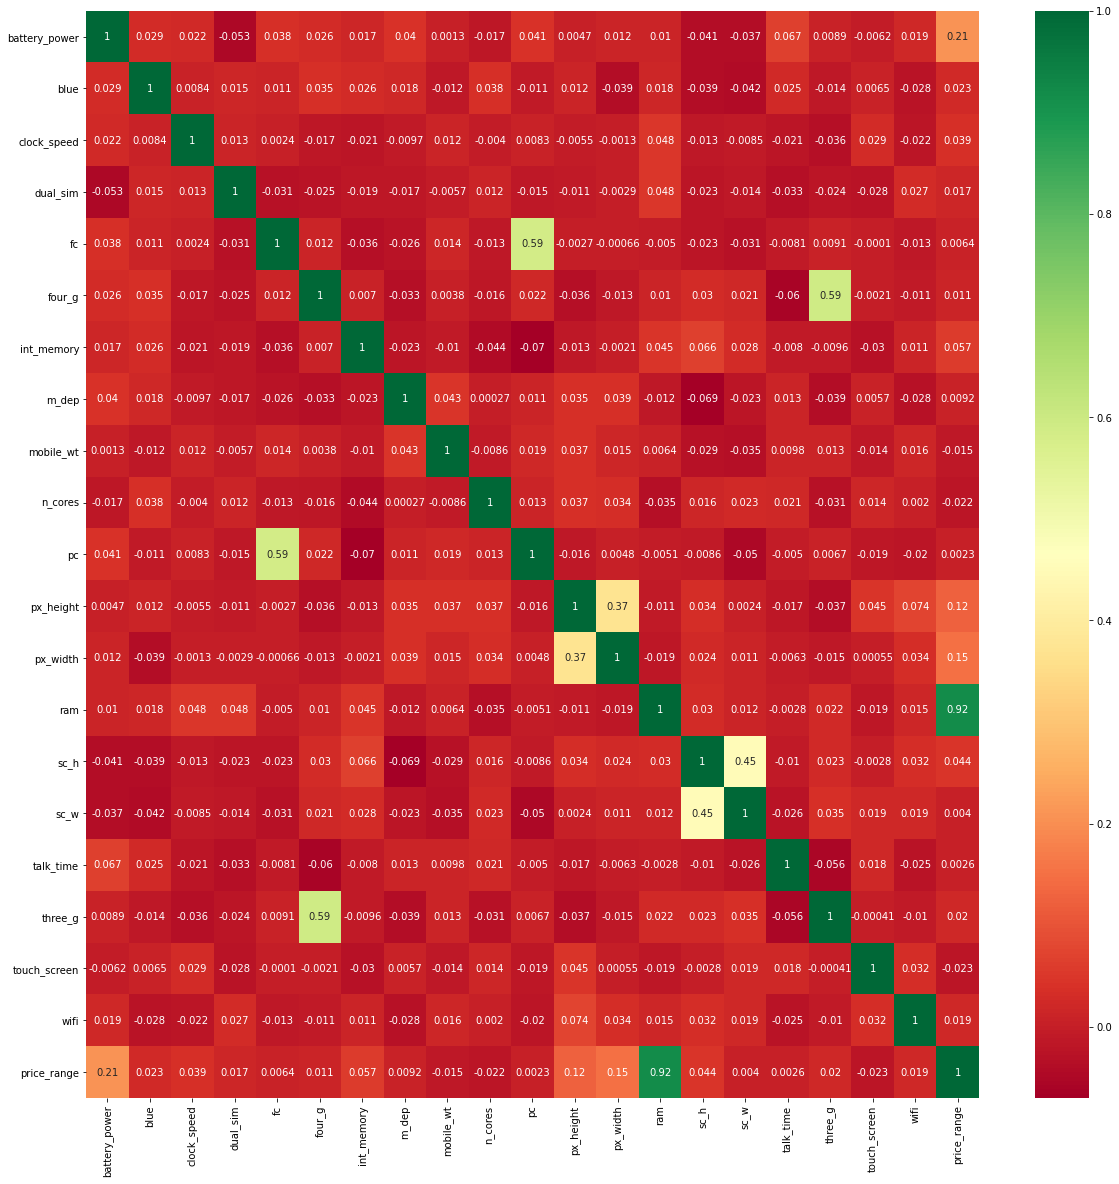 battery_power 1 0.029 0.022 -0.053 0.038 0.026 0.017 0.04 0.0013 -0.017 0.041 0.0047 0.012 0.01 -0.041 -0.037 0.067 0.0089 -0.0062 0.019 0.21
blue 0.029 1 0.0084 0.015 0.011 0.035 0.026 0.018 -0.012 0.038 -0.011 0.012 -0.039 0.018 -0.039 -0.042 0.025 -0.014 0.0065 -0.028 0.023
clock_speed 0.022 0.0084 1 0.013 0.0024 -0.017 -0.021 -0.0097 0.012 -0.004 0.0083 -0.0055 -0.0013 0.048 -0.013 -0.0085 -0.021 -0.036 0.029 -0.022 0.039
dual_sim -0.053 0.015 0.013 1 -0.031 -0.025 -0.019 -0.017 -0.0057 0.012 -0.015 -0.011 -0.0029 0.048 -0.023 -0.014 -0.033 -0.024 -0.028 0.027 0.017
fc 0.038 0.011 0.0024 -0.031 1 0.012 -0.036 -0.026 0.014 -0.013 0.59 -0.0027 -0.00066 -0.005 -0.023 -0.031 -0.0081 0.0091 -0.0001 -0.013 0.0064
four_g 0.026 0.035 -0.017 -0.025 0.012 1 0.007 -0.033 0.0038 -0.016 0.022 -0.036 -0.013 0.01 0.03 0.021 -0.06 0.59 -0.0021 -0.011 0.011
int_memory 0.017 0.026 -0.021 -0.019 -0.036 0.007 1 -0.023 -0.01 -0.044 -0.07 -0.013 -0.0021 0.045 0.066 0.028 -0.008 -0.0096 -0.03 0.011 0.057
m_dep 0.04 0.018 -0.0097 -0.017 -0.026 -0.033 -0.023 1 0.043 0.00027 0.011 0.035 0.039 -0.012 -0.069 -0.023 0.013 -0.039 0.0057 -0.028 0.0092
mobile_wt 0.0013 -0.012 0.012 -0.0057 0.014 0.0038 -0.01 0.043 1 -0.0086 0.019 0.037 0.015 0.0064 -0.029 -0.035 0.0098 0.013 -0.014 0.016 -0.015
n_cores -0.017 0.038 -0.004 0.012 -0.013 -0.016 -0.044 0.00027 -0.0086 1 0.013 0.037 0.034 -0.035 0.016 0.023 0.021 -0.031 0.014 0.002 -0.022
pc 0.041 -0.011 0.0083 -0.015 0.59 0.022 -0.07 0.011 0.019 0.013 1 -0.016 0.0048 -0.0051 -0.0086 -0.05 -0.005 0.0067 -0.019 -0.02 0.0023
px_height 0.0047 0.012 -0.0055 -0.011 -0.0027 -0.036 -0.013 0.035 0.037 0.037 -0.016 1 0.37 -0.011 0.034 0.0024 -0.017 -0.037 0.045 0.074 0.12
px_width 0.012 -0.039 -0.0013 -0.0029 -0.00066 -0.013 -0.0021 0.039 0.015 0.034 0.0048 0.37 1 -0.019 0.024 0.011 -0.0063 -0.015 0.00055 0.034 0.15
ram 0.01 0.018 0.048 0.048 -0.005 0.01 0.045 -0.012 0.0064 -0.035 -0.0051 -0.011 -0.019 1 0.03 0.012 -0.0028 0.022 -0.019 0.015 0.92
sc_h -0.041 -0.039 -0.013 -0.023 -0.023 0.03 0.066 -0.069 -0.029 0.016 -0.0086 0.034 0.024 0.03 1 0.45 -0.01 0.023 -0.0028 0.032 0.044
sc_w -0.037 -0.042 -0.0085 -0.014 -0.031 0.021 0.028 -0.023 -0.035 0.023 -0.05 0.0024 0.011 0.012 0.45 1 -0.026 0.035 0.019 0.019 0.004
talk_time 0.067 0.025 -0.021 -0.033 -0.0081 -0.06 -0.008 0.013 0.0098 0.021 -0.005 -0.017 -0.0063 -0.0028 -0.01 -0.026 1 -0.056 0.018 -0.025 0.0026
three_g 0.0089 -0.014 -0.036 -0.024 0.0091 0.59 -0.0096 -0.039 0.013 -0.031 0.0067 -0.037 -0.015 0.022 0.023 0.035 -0.056 1 -0.00041 -0.01 0.02
touch_screen -0.0062 0.0065 0.029 -0.028 -0.0001 -0.0021 -0.03 0.0057 -0.014 0.014 -0.019 0.045 0.00055 -0.019 -0.0028 0.019 0.018 -0.00041 1 0.032 -0.023
wifi 0.019 -0.028 -0.022 0.027 -0.013 -0.011 0.011 -0.028 0.016 0.002 -0.02 0.074 0.034 0.015 0.032 0.019 -0.025 -0.01 0.032 1 0.019
price_range 0.21 0.023 0.039 0.017 0.0064 0.011 0.057 0.0092 -0.015 -0.022 0.0023 0.12 0.15 0.92 0.044 0.004 0.0026 0.02 -0.023 0.019 1
battery_power blue clock_speed dual_sim fc four_g int_memory m_dep mobile_wt n_cores pc px_height px_width ram sc_h sc_w talk_time three_g touch_screen wifi price_range
1.0
0.8
0.6
0.4
0.2
0.0